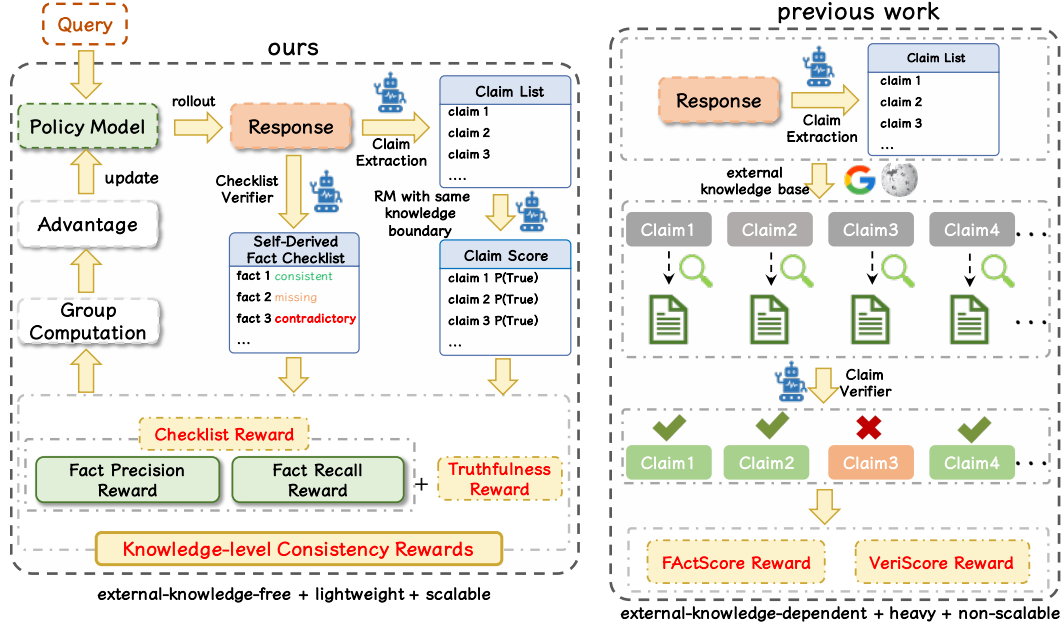 Query
ours
Policy Model
rollout
Response
Claim
Extraction
Claim List
claim 1
claim 2
claim 3
....
update
Checklist
Verifier
RM with same
knowledge
boundary
Advantage
Self-Derived
Fact Checklist
fact 1 consistent
fact 2 missing
fact 3 contradictory
...
Claim Score
claim 1 P(True)
claim 2 P(True)
claim 3 P(True)
...
Group
Computation
Checklist Reward
Fact Precision
Reward
Fact Recall
Reward
+
Truthfulness
Reward
Knowledge-level Consistency Rewards
external-knowledge-free + lightweight + scalable
previous work
Response
Claim
Extraction
Claim List
claim 1
claim 2
claim 3
...
external
knowledge base
G
Claim1
Claim2
Claim3
Claim4
...
...
Claim
Verifier
Claim1
Claim2
Claim3
Claim4
...
FActScore Reward
VeriScore Reward
external-knowledge-dependent + heavy + non-scalable